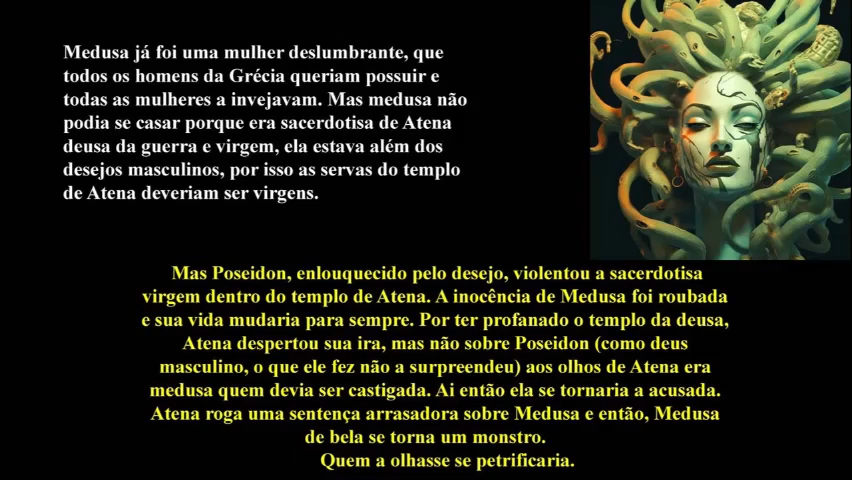 Medusa já foi uma mulher deslumbrante, que
todos os homens da Grécia queriam possuir e
todas as mulheres a invejavam. Mas medusa não
podia se casar porque era sacerdotisa de Atena
deusa da guerra e virgem, ela estava além dos
desejos masculinos, por isso as servas do templo
de Atena deveriam ser virgens.
Mas Poseidon, enlouquecido pelo desejo, violentou a sacerdotisa
virgem dentro do templo de Atena. A inocência de Medusa foi roubada
e sua vida mudaria para sempre. Por ter profanado o templo da deusa,
Atena despertou sua ira, mas não sobre Poseidon (como deus
masculino, o que ele fez não a surpreendeu) aos olhos de Atena era
medusa quem devia ser castigada. Ai então ela se tornaria a acusada.
Atena roga uma sentença arrasadora sobre Medusa e então, Medusa
de bela se torna um monstro.
Quem a olhasse se petrificaria.